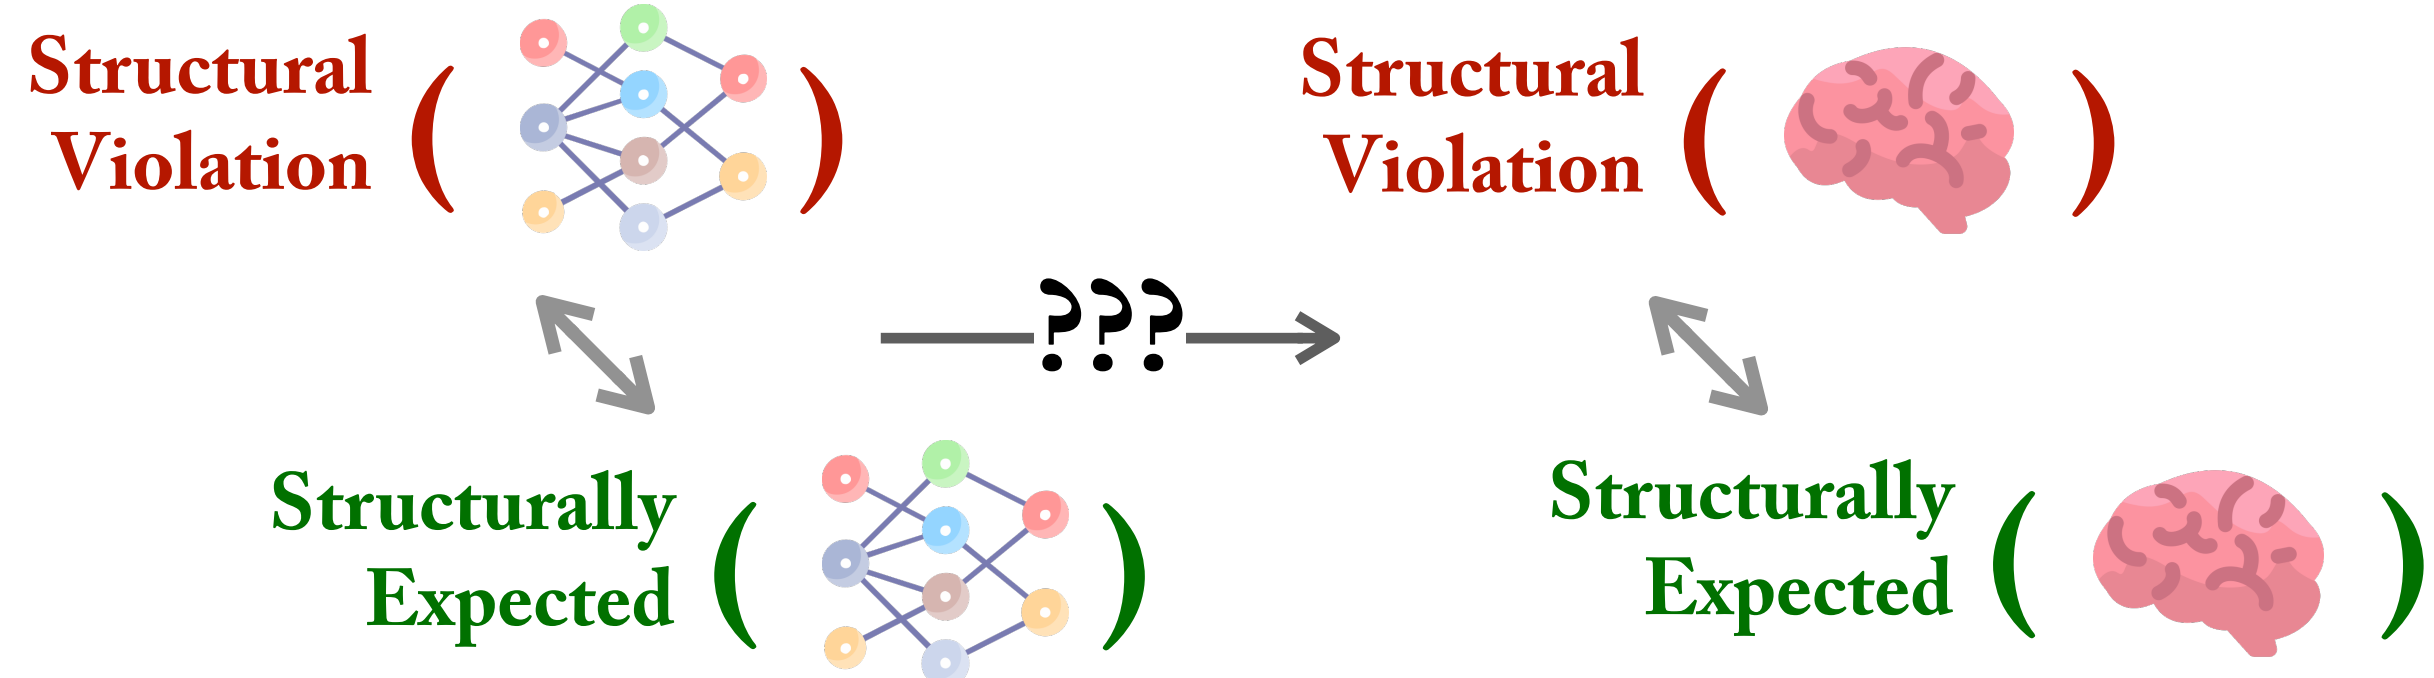 Structural
Violation
(
)
Structural
Violation
(
)
???
Structurally
Expected
(
)
Structurally
Expected
(
)